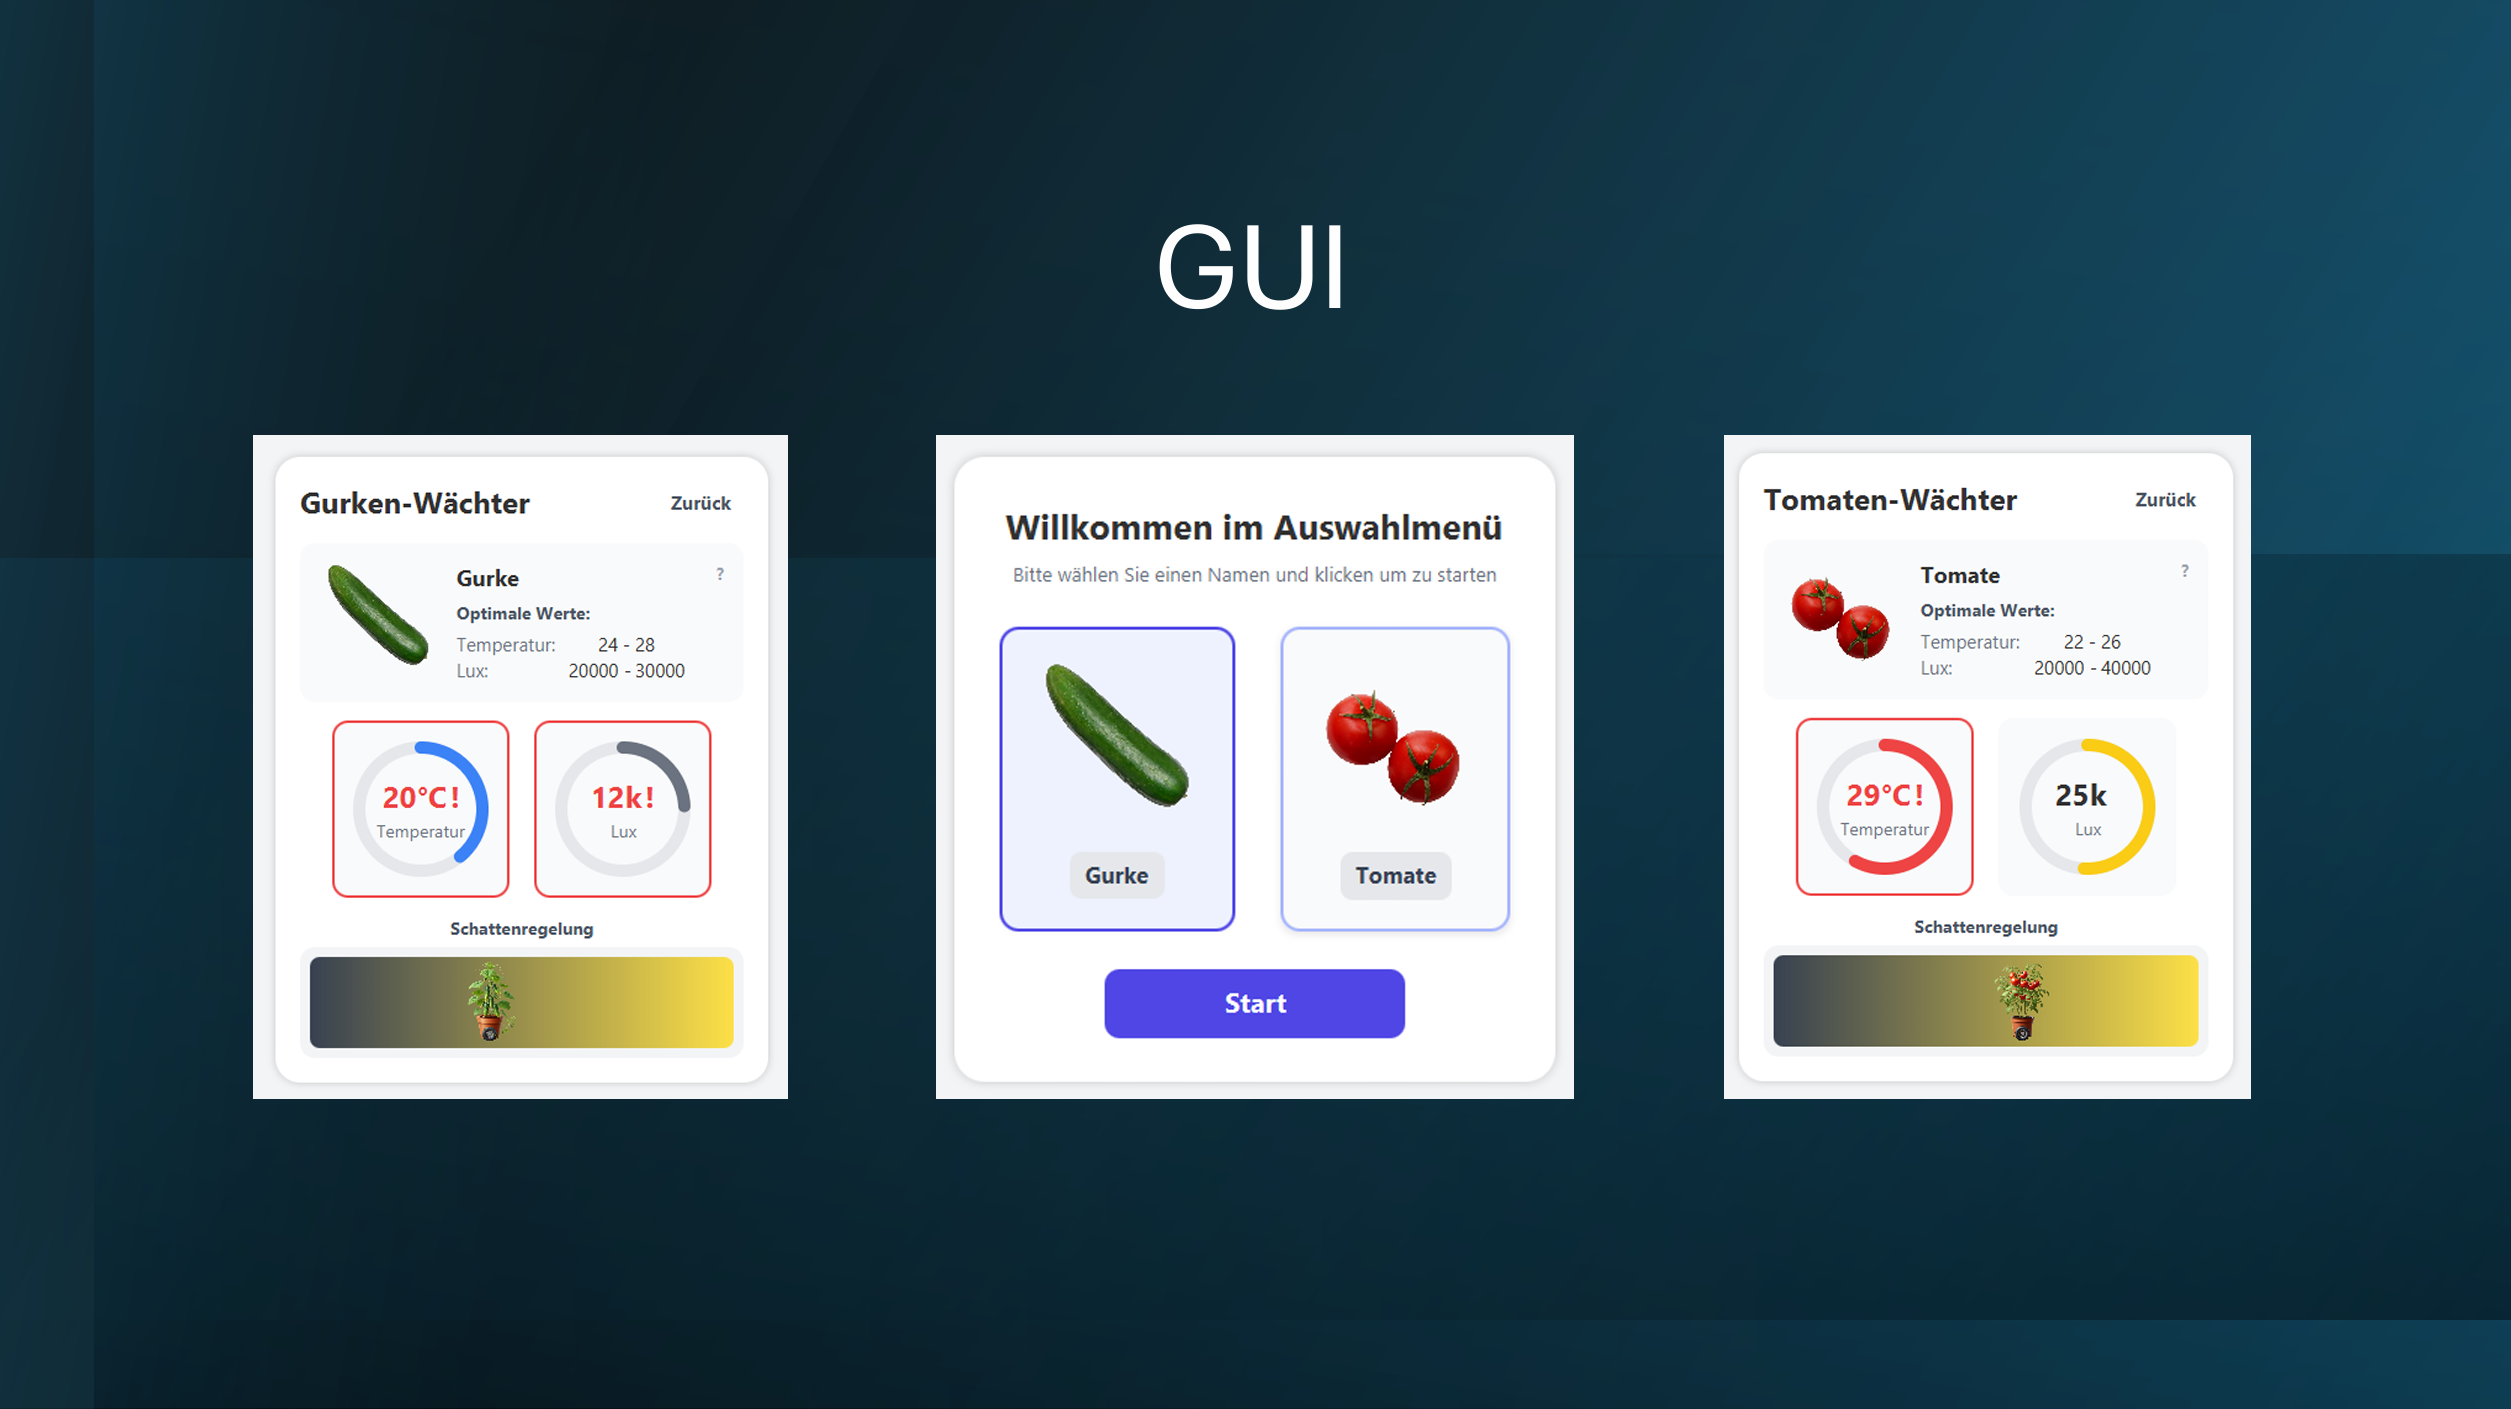 GUI
Gurken-Wächter
Zurück
Gurke
?
Optimale Werte:
Temperatur: 24 - 28
Lux: 20000 - 30000
20°C!
Temperatur
12k!
Lux
Schattenregelung
Willkommen im Auswahlmenü
Bitte wählen Sie einen Namen und klicken um zu starten
Gurke
Tomate
Start
Tomaten-Wächter
Zurück
Tomate
?
Optimale Werte:
Temperatur: 22 - 26
Lux: 20000 - 40000
29°C!
Temperatur
25k
Lux
Schattenregelung